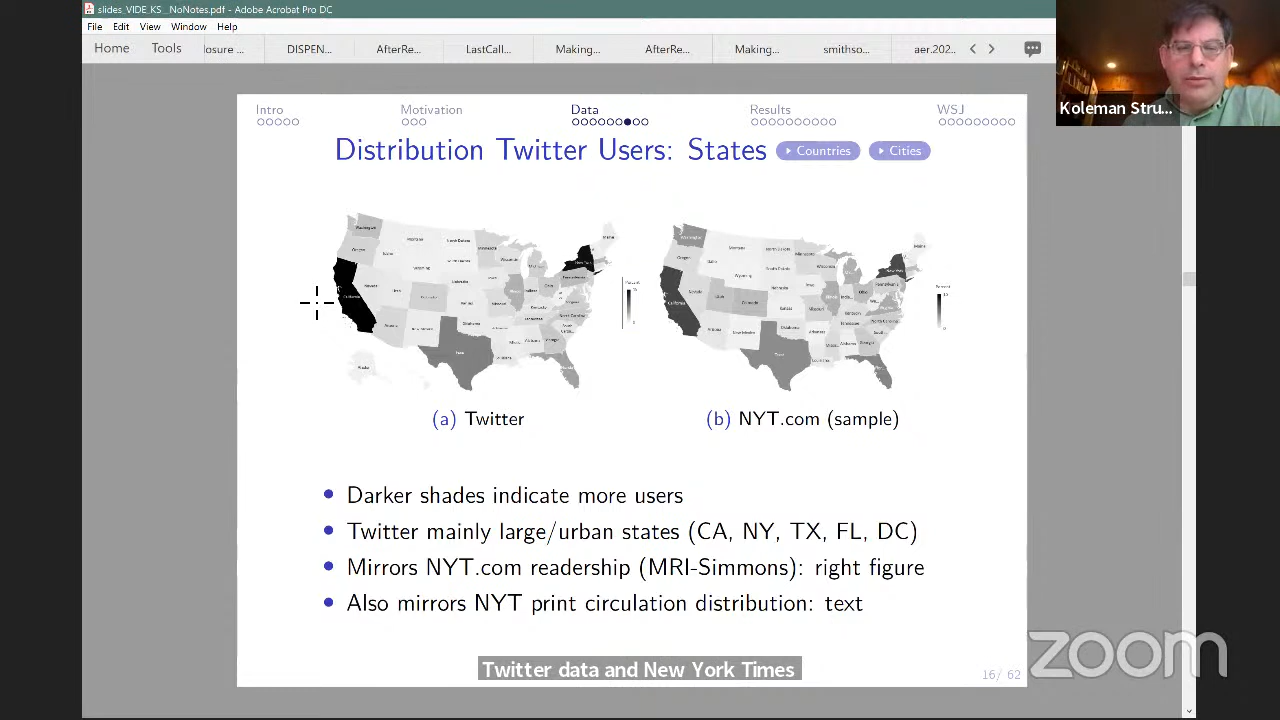 slides_VIDE_KS_NoNotes.pdf - Adobe Acrobat Pro DC
File Edit View Window Help
Home Tools losure ... DISPEN... AfterRe... LastCall... Making... AfterRe... Making... smithso... aer.202...
Koleman Stru...
Intro Motivation Data Results WSJ
Distribution Twitter Users: States Countries Cities
(a) Twitter (b) NYT.com (sample)
Darker shades indicate more users
Twitter mainly large/urban states (CA, NY, TX, FL, DC)
Mirrors NYT.com readership (MRI-Simmons): right figure
Also mirrors NYT print circulation distribution: text
Twitter data and New York Times
16/ 62
zoom